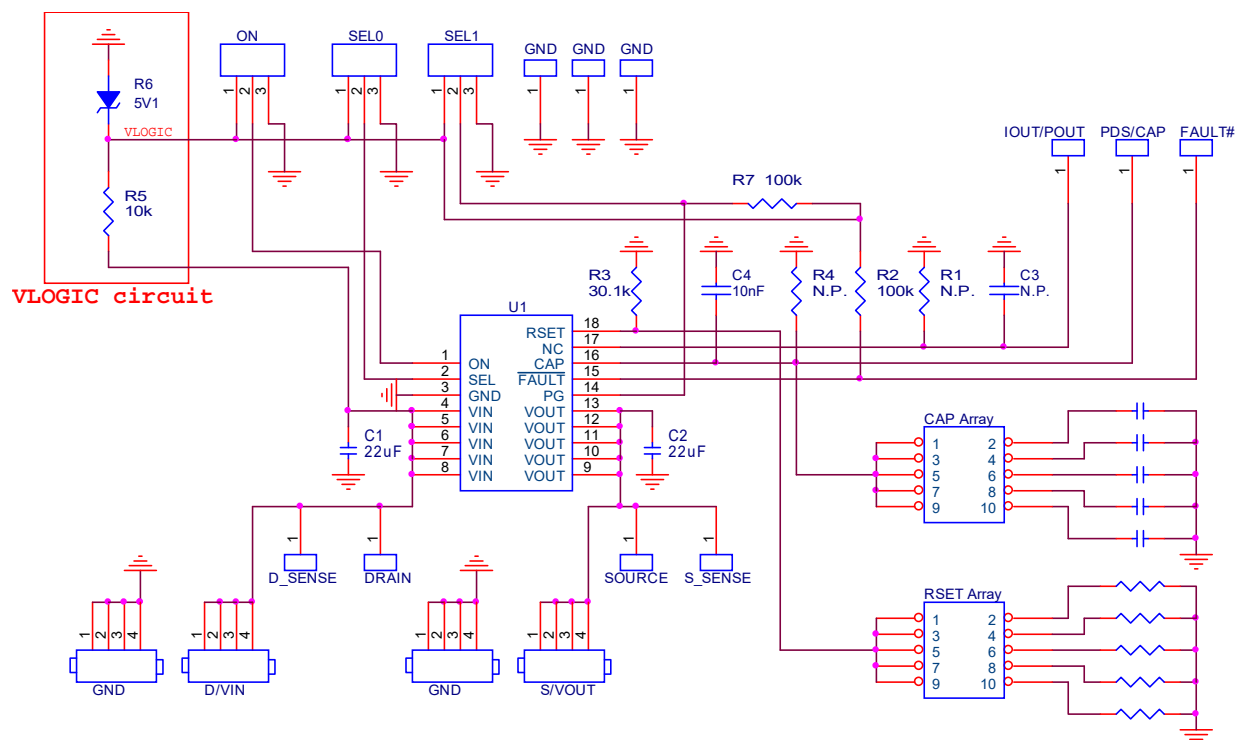 ON
SEL0
SEL1
GND
GND
GND
1
2
3
1
2
3
1
2
3
1
1
1
R6
5V1
VLOGIC
R5
10k
VLOGIC circuit
IOUT/POUT
PDS/CAP
FAULT#
1
1
1
R7 100k
R3
30.1k
C4
10nF
R4
N.P.
R2
100k
R1
N.P.
C3
N.P.
U1
RSET 18
NC 17
1 ON CAP 16
2 SEL FAULT 15
3 GND PG 14
4 VIN VOUT 13
5 VIN VOUT 12
6 VIN VOUT 11
7 VIN VOUT 10
8 VIN VOUT 9
C1
22uF
C2
22uF
CAP Array
1 2
3 4
5 6
7 8
9 10
1
1
1
1
D_SENSE
DRAIN
SOURCE
S_SENSE
RSET Array
1 2
3 4
5 6
7 8
9 10
1
2
3
4
1
2
3
4
1
2
3
4
1
2
3
4
GND
D/VIN
GND
S/VOUT